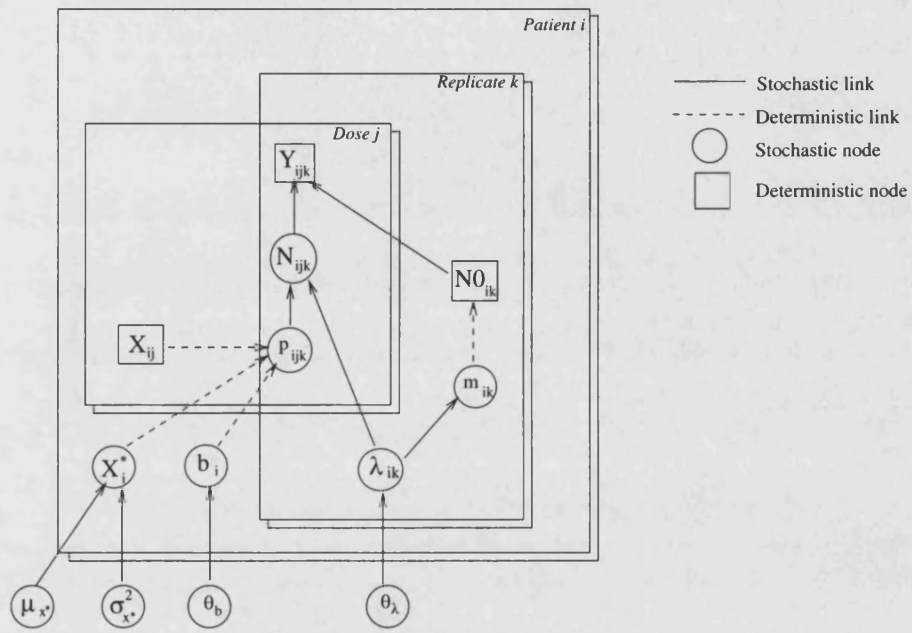 Patient i
Replicate k
Stochastic link
Deterministic link
Dose j
Stochastic node
Y_ijk
Deterministic node
N_ijk
N0_ik
X_ij
p_ijk
m_ik
X*_i
b_i
λ_ik
μ_x*
σ²_x*
θ_b
θ_λ